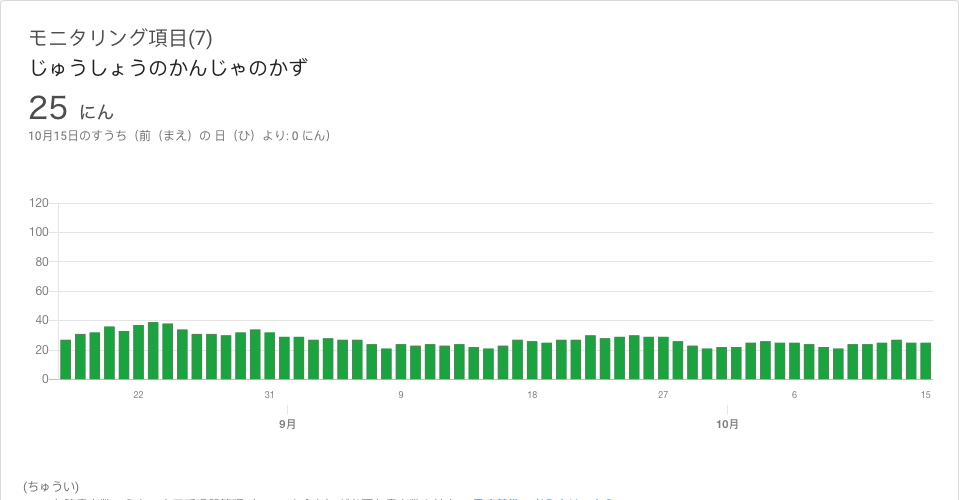 モニタリング項目(7)
じゅうしょうのかんじゃのかず
25 にん
10月15日のすうち（前（まえ）の 日（ひ）より: 0 にん）
120
100
80
60
40
20
0
22 31 9 18 27 6 15
9月 10月
(ちゅうい)